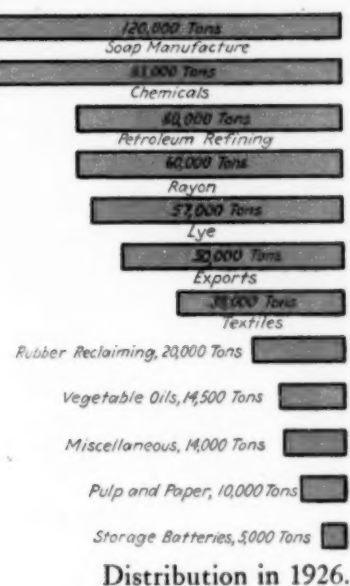 120,000 Tons
Soap Manufacture
Tons
Chemicals
60,000 Tons
Petroleum Refining
60,000 Tons
Rayon
57,000 Tons
Lye
50,000 Tons
Exports
38,000 Tons
Textiles
Rubber Reclaiming, 20,000 Tons
Vegetable Oils, 14,500 Tons
Miscellaneous, 14,000 Tons
Pulp and Paper, 10,000 Tons
Storage Batteries, 5,000 Tons
Distribution in 1926.